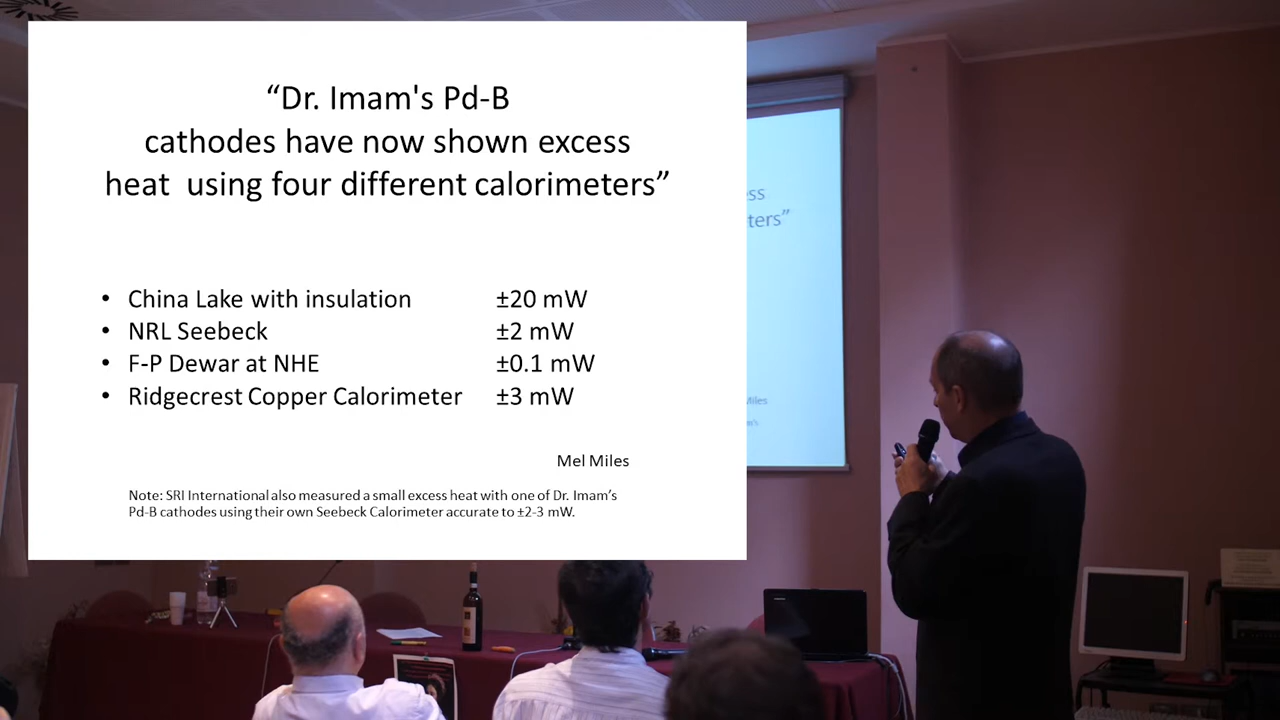 “Dr. Imam's Pd-B
cathodes have now shown excess
heat using four different calorimeters”
• China Lake with insulation ±20 mW
• NRL Seebeck ±2 mW
• F-P Dewar at NHE ±0.1 mW
• Ridgecrest Copper Calorimeter ±3 mW
Mel Miles
Note: SRI International also measured a small excess heat with one of Dr. Imam’s
Pd-B cathodes using their own Seebeck Calorimeter accurate to ±2-3 mW.
ss
ters”
Miles